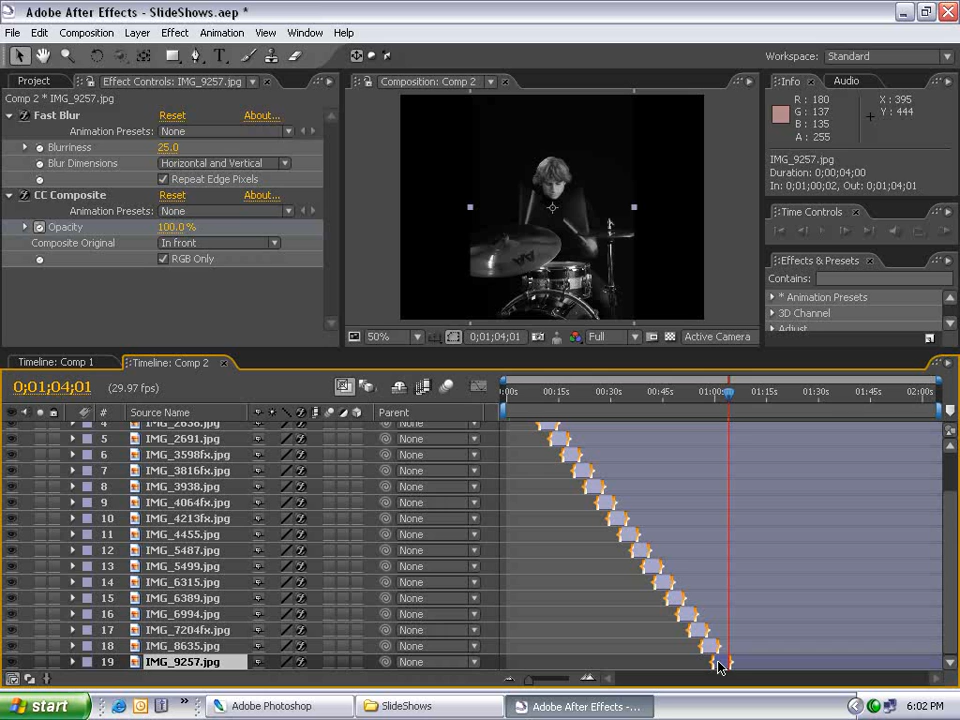 Adobe After Effects - SlideShows.aep *
File Edit Composition Layer Effect Animation View Window Help
Workspace: Standard
Project Effect Controls: IMG_9257.jpg
Comp 2 * IMG_9257.jpg
Fast Blur Reset About...
Animation Presets: None
Blurriness 25.0
Blur Dimensions Horizontal and Vertical
Repeat Edge Pixels
CC Composite Reset About...
Animation Presets: None
Opacity 100.0 %
Composite Original In front
RGB Only
Composition: Comp 2
50% 0;01;04;01 Full Active Camera
Info Audio
R : 180 X : 395
G : 137 Y : 444
B : 135
A : 255
IMG_9257.jpg
Duration: 0;00;04;00
In: 0;01;00;02, Out: 0;01;04;01
Time Controls
Effects & Presets
Contains:
* Animation Presets
3D Channel
Adjust
Timeline: Comp 1 Timeline: Comp 2
0;01;04;01 (29.97 fps)
:00s 00:15s 00:30s 00:45s 01:00s 01:15s 01:30s 01:45s 02:00s
# Source Name Parent
None
5 IMG_2691.jpg None
6 IMG_3598fx.jpg None
7 IMG_3816fx.jpg None
8 IMG_3938.jpg None
9 IMG_4064fx.jpg None
10 IMG_4213fx.jpg None
11 IMG_4455.jpg None
12 IMG_5487.jpg None
13 IMG_5499.jpg None
14 IMG_6315.jpg None
15 IMG_6389.jpg None
16 IMG_6994.jpg None
17 IMG_7204fx.jpg None
18 IMG_8635.jpg None
19 IMG_9257.jpg None
start Adobe Photoshop SlideShows Adobe After Effects -... 6:02 PM